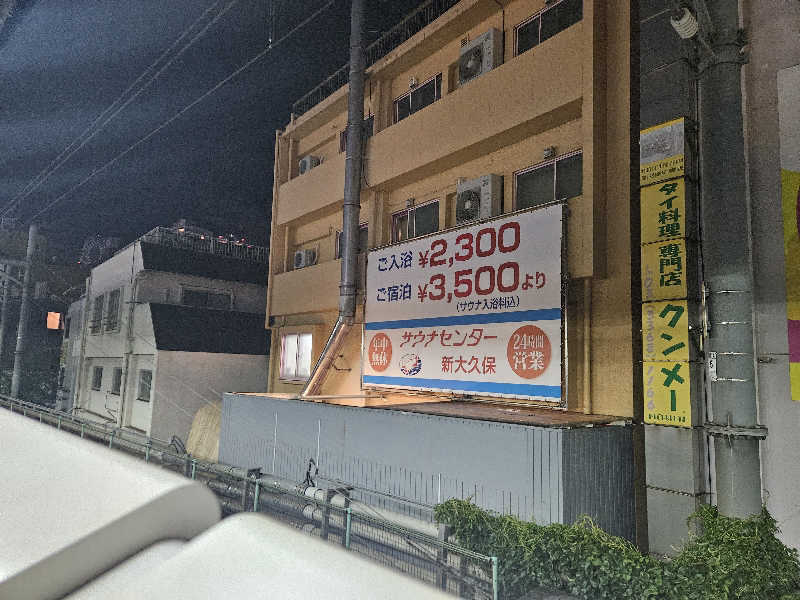 ご入浴 ¥2,300
ご宿泊 ¥3,500より
(サウナ入浴料込)
年中無休
サウナセンター
新大久保
24時間営業
タイ料理 専門店
クンメー